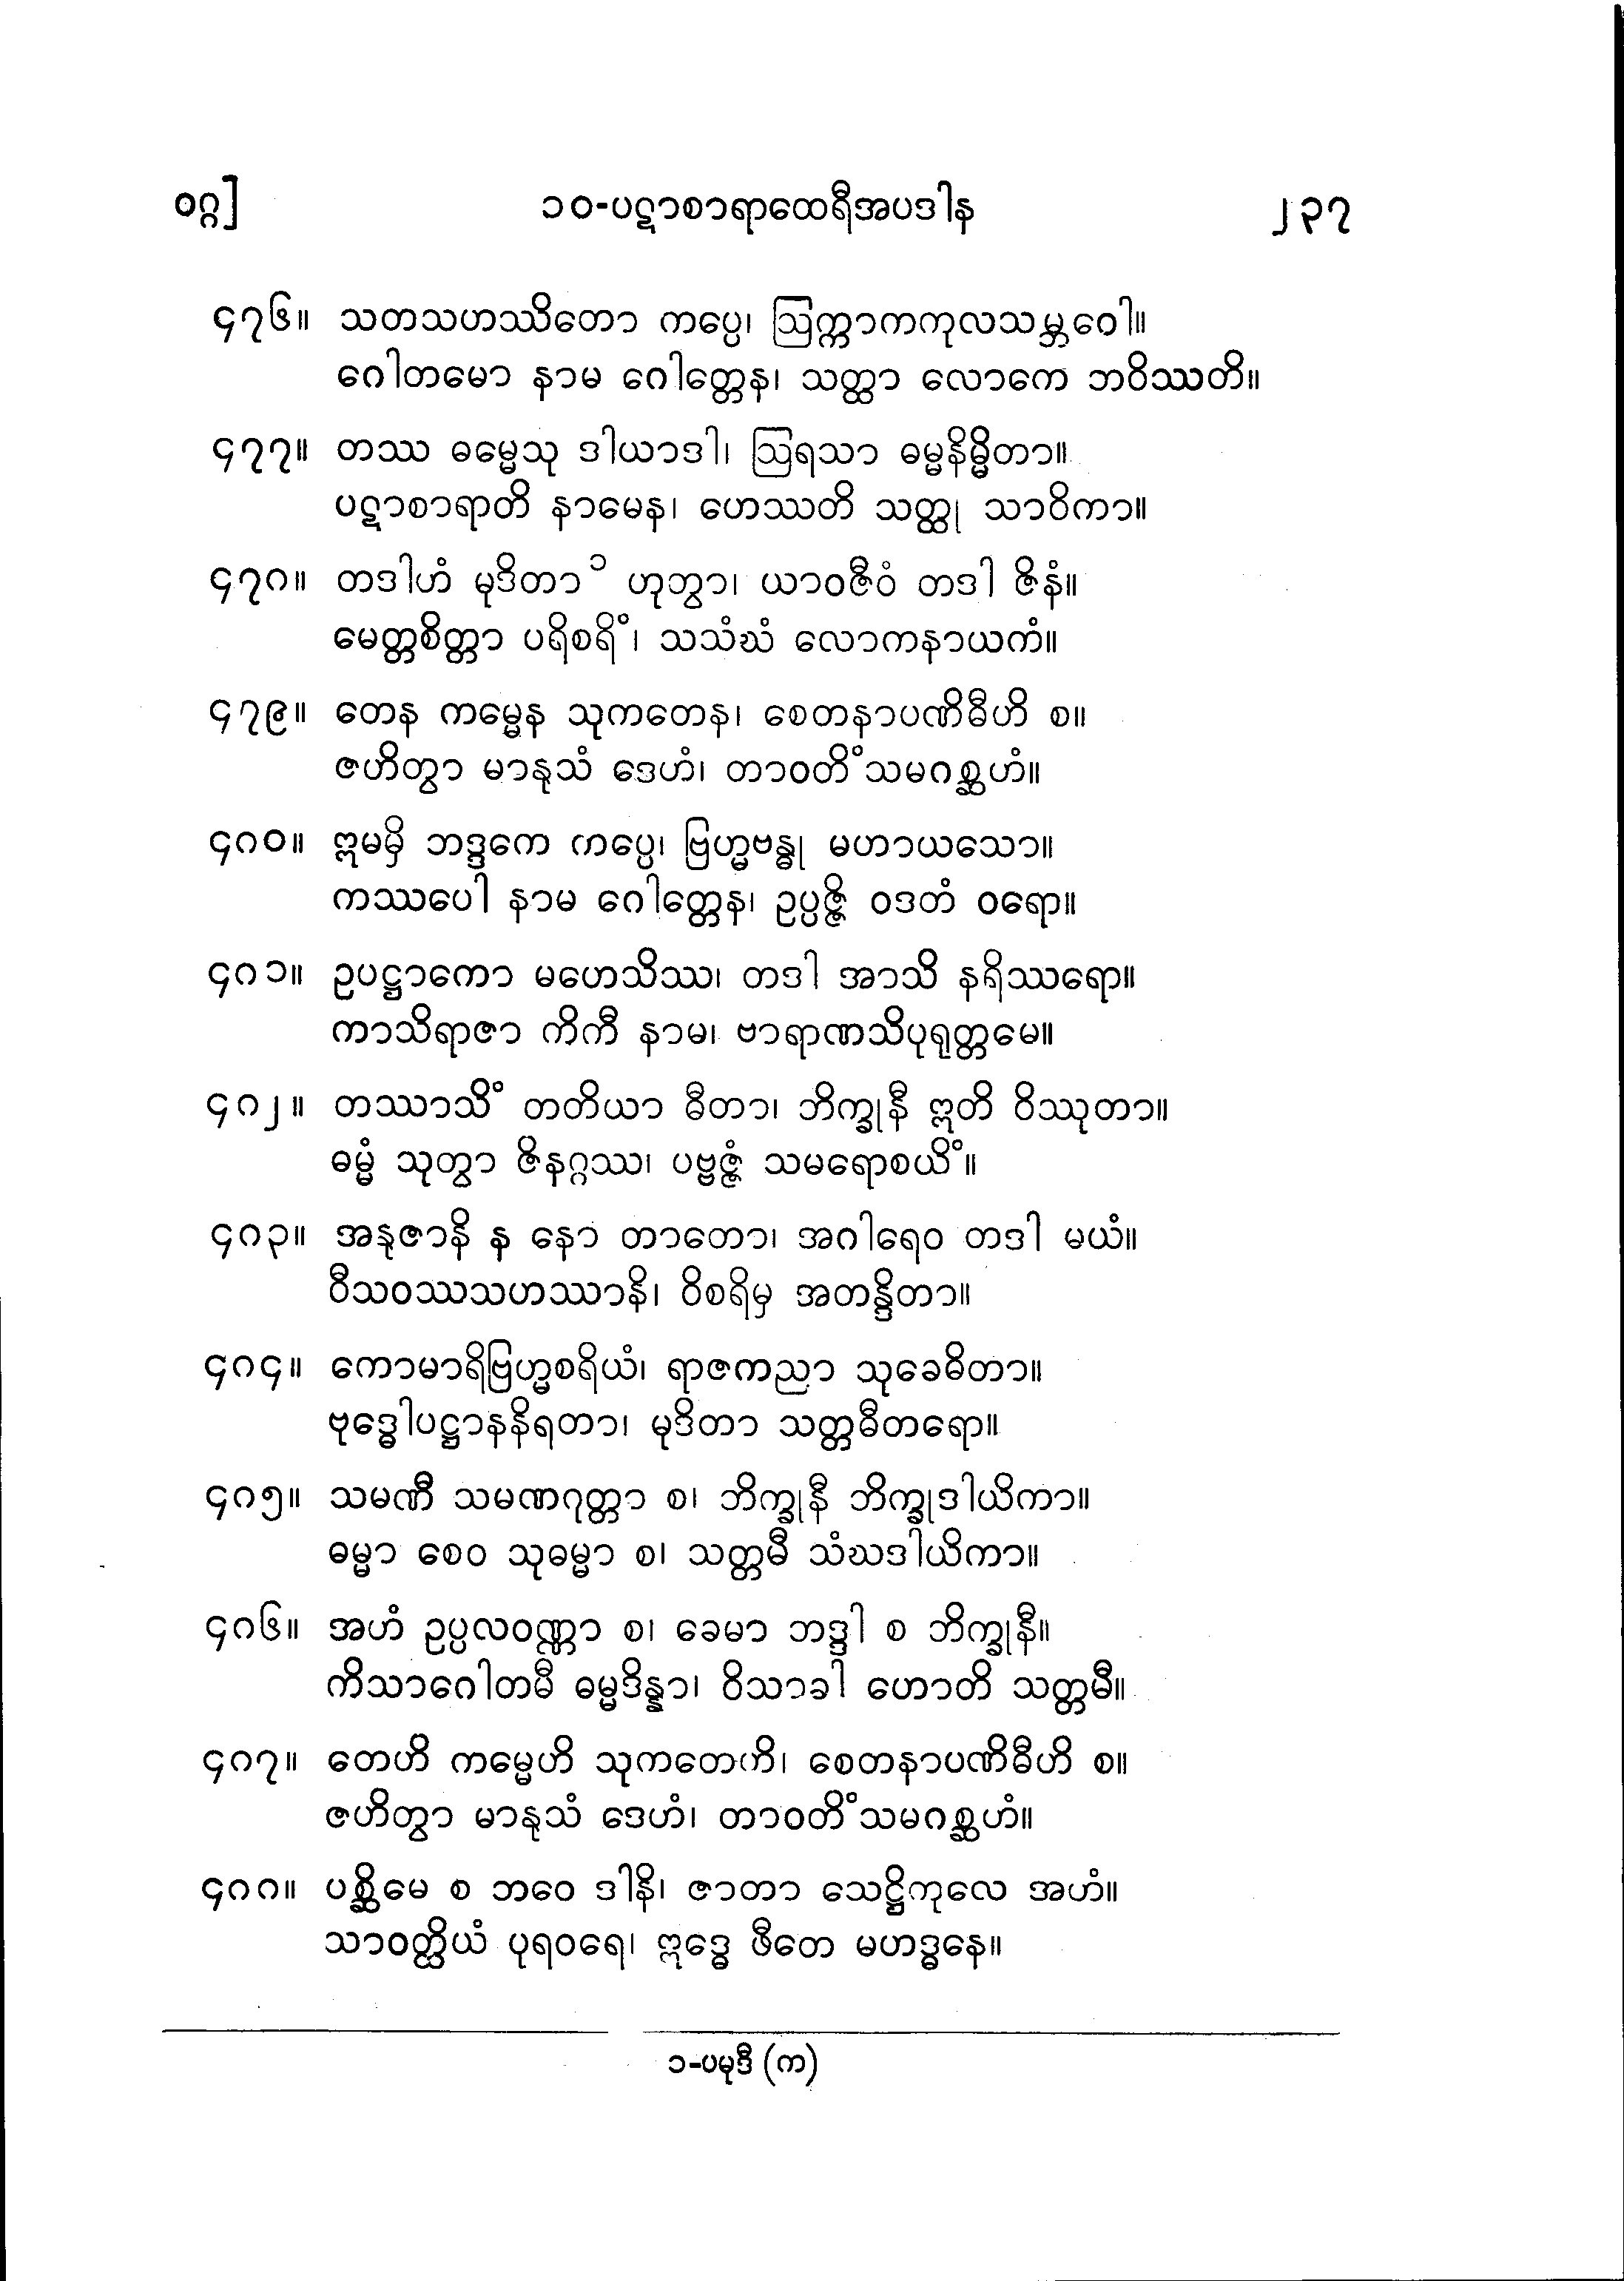 ဝဂ္ဂ] ၁၀-ပဋာစာရာထေရီအပဒါန ၂၃၇
၄၇၆။ သတသဟဿိတော ကပ္ပေ၊ ဩက္ကာကကုလသမ္ဘဝေါ။
ဂေါတမော နာမ ဂေါတ္တေန၊ သတ္ထာ လောကေ ဘဝိဿတိ။
၄၇၇။ တဿ ဓမ္မေသု ဒါယာဒါ၊ ဩရသာ ဓမ္မနိမ္မိတာ။
ပဋာစာရာတိ နာမေန၊ ဟေဿတိ သတ္ထု သာဝိကာ။
၄၇၈။ တဒါဟံ မုဒိတာ ၁ ဟုတွာ၊ ယာဝဇီဝံ တဒါ ဇိနံ။
မေတ္တစိတ္တာ ပရိစရိံ၊ သသံဃံ လောကနာယကံ။
၄၇၉။ တေန ကမ္မေန သုကတေန၊ စေတနာပဏိဓီဟိ စ။
ဇဟိတွာ မာနုသံ ဒေဟံ၊ တာဝတိံသမဂစ္ဆဟံ။
၄၈၀။ ဣမမှိ ဘဒ္ဒကေ ကပ္ပေ၊ ဗြဟ္မဗန္ဓု မဟာယသော။
ကဿပေါ နာမ ဂေါတ္တေန၊ ဥပ္ပဇ္ဇိ ဝဒတံ ဝရော။
၄၈၁။ ဥပဋ္ဌာကော မဟေသိဿ၊ တဒါ အာသိ နရိဿရော။
ကာသိရာဇာ ကိကီ နာမ၊ ဗာရာဏသိပုရုတ္တမေ။
၄၈၂။ တဿာသိံ တတိယာ ဓီတာ၊ ဘိက္ခုနီ ဣတိ ဝိဿုတာ။
ဓမ္မံ သုတွာ ဇိနဂ္ဂဿ၊ ပဗ္ဗဇ္ဇံ သမရောစယိံ။
၄၈၃။ အနုဇာနိ န နော တာတော၊ အဂါရေဝ တဒါ မယံ။
ဝီသဝဿသဟဿာနိ၊ ဝိစရိမှ အတန္ဒိတာ။
၄၈၄။ ကောမာရိဗြဟ္မစရိယံ၊ ရာဇကညာ သုခေဓိတာ။
ဗုဒ္ဓေါပဋ္ဌာနနိရတာ၊ မုဒိတာ သတ္တဓီတရော။
၄၈၅။ သမဏီ သမဏဂုတ္တာ စ၊ ဘိက္ခုနီ ဘိက္ခုဒါယိကာ။
ဓမ္မာ စေဝ သုဓမ္မာ စ၊ သတ္တမီ သံဃဒါယိကာ။
၄၈၆။ အဟံ ဥပ္ပလဝဏ္ဏာ စ၊ ခေမာ ဘဒ္ဒါ စ ဘိက္ခုနီ။
ကိသာဂေါတမီ ဓမ္မဒိန္နာ၊ ဝိသာခါ ဟောတိ သတ္တမီ။
၄၈၇။ တေဟိ ကမ္မေဟိ သုကတေဟိ၊ စေတနာပဏိဓီဟိ စ။
ဇဟိတွာ မာနုသံ ဒေဟံ၊ တာဝတိံသမဂစ္ဆဟံ။
၄၈၈။ ပစ္ဆိမေ စ ဘဝေ ဒါနိ၊ ဇာတာ သေဋ္ဌိကုလေ အဟံ။
သာဝတ္ထိယံ ပုရဝရေ၊ ဣဒ္ဓေ ဖီတေ မဟဒ္ဓနေ။
၁-ပမုဒီ (က)